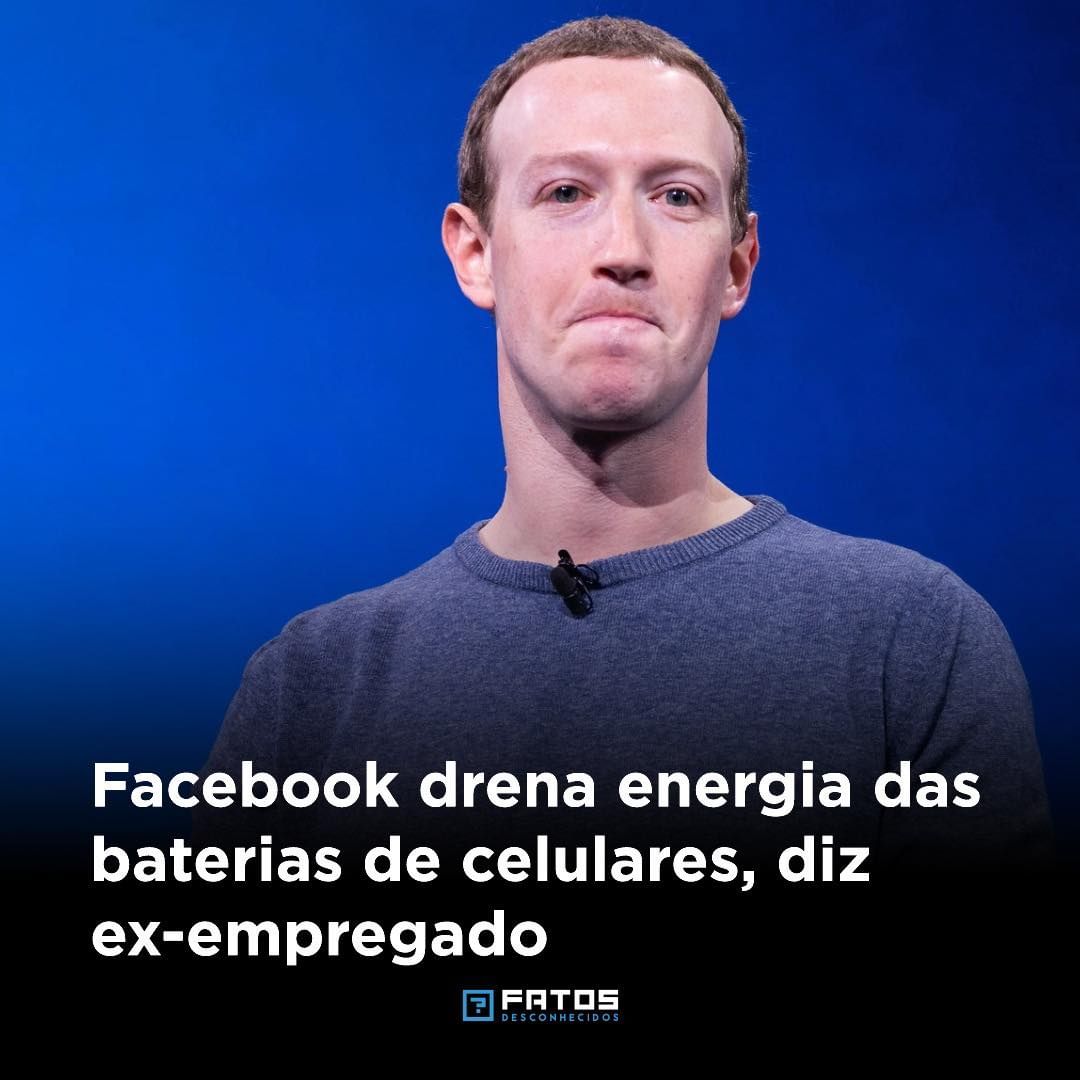 Facebook drena energia das
baterias de celulares, diz
ex-empregado
? FATOS
DESCONHECIDOS